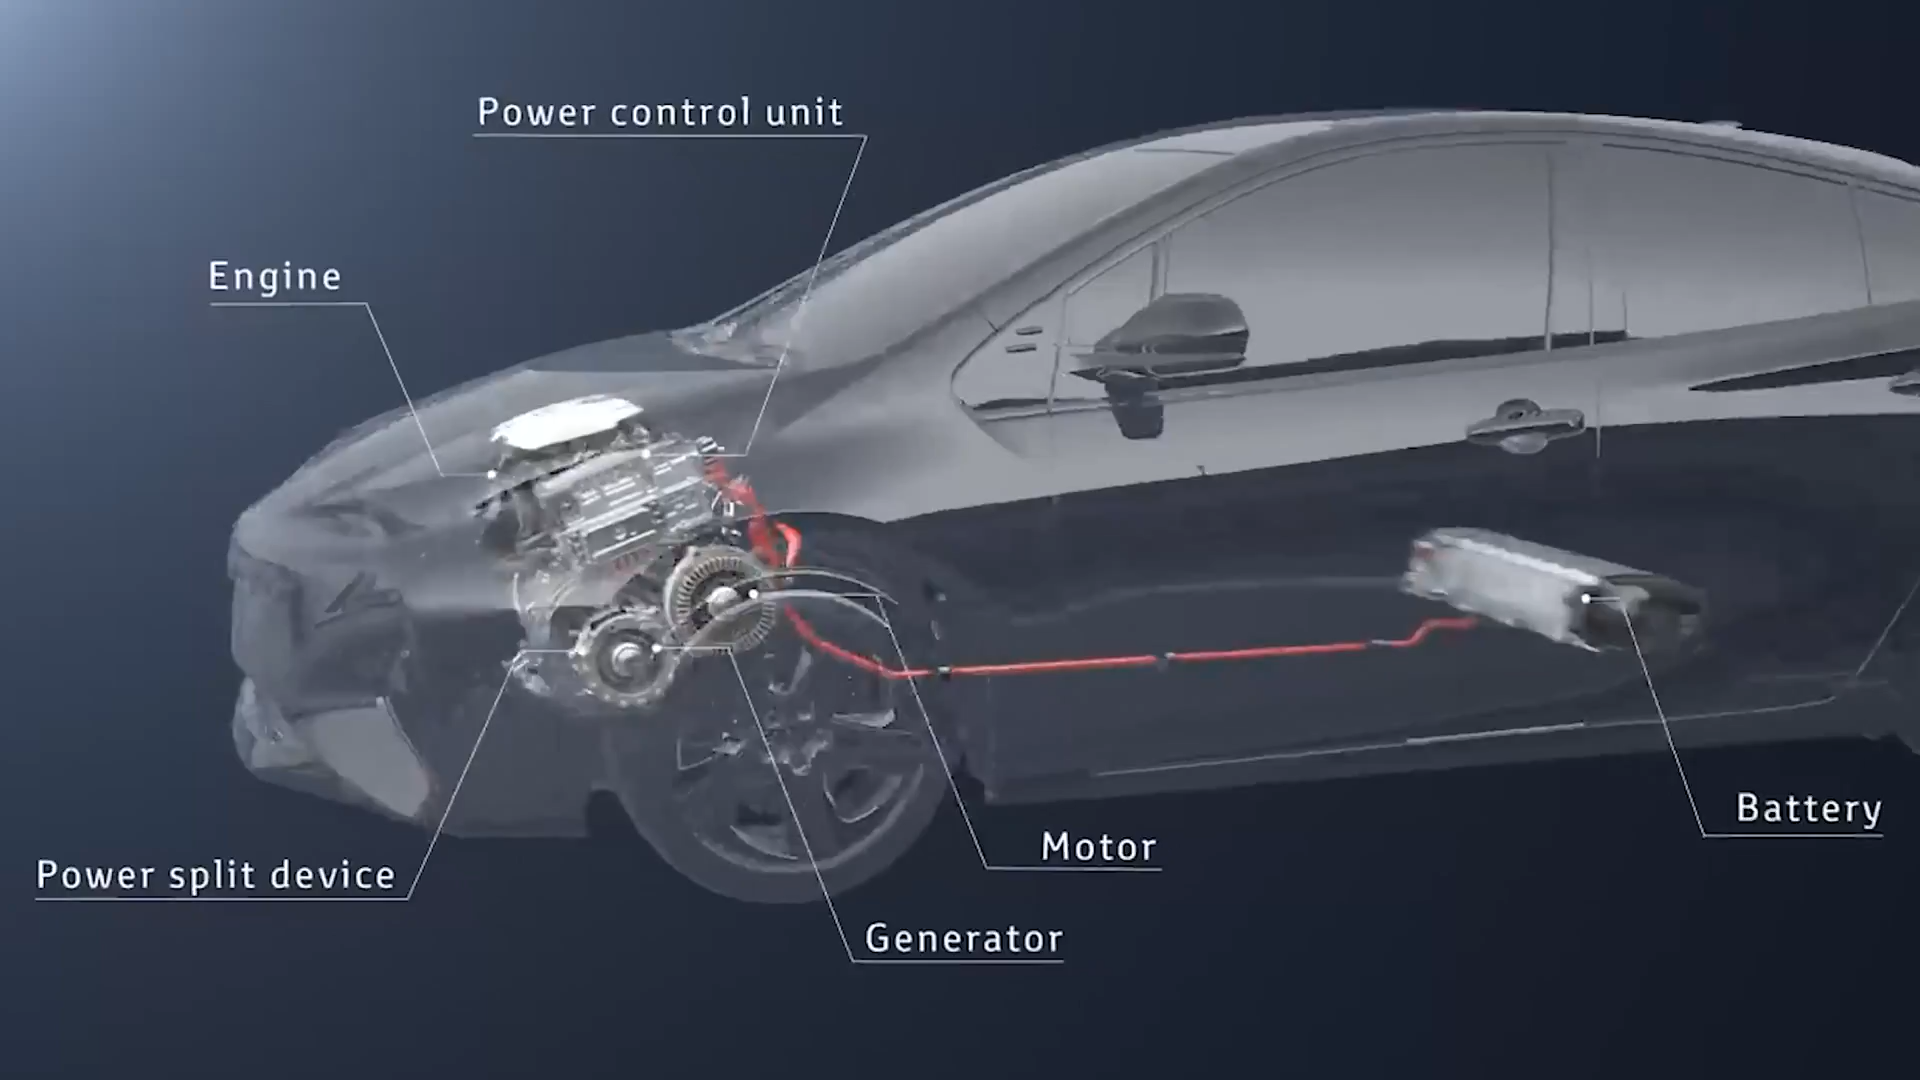 Power control unit
Engine
Battery
Motor
Power split device
Generator